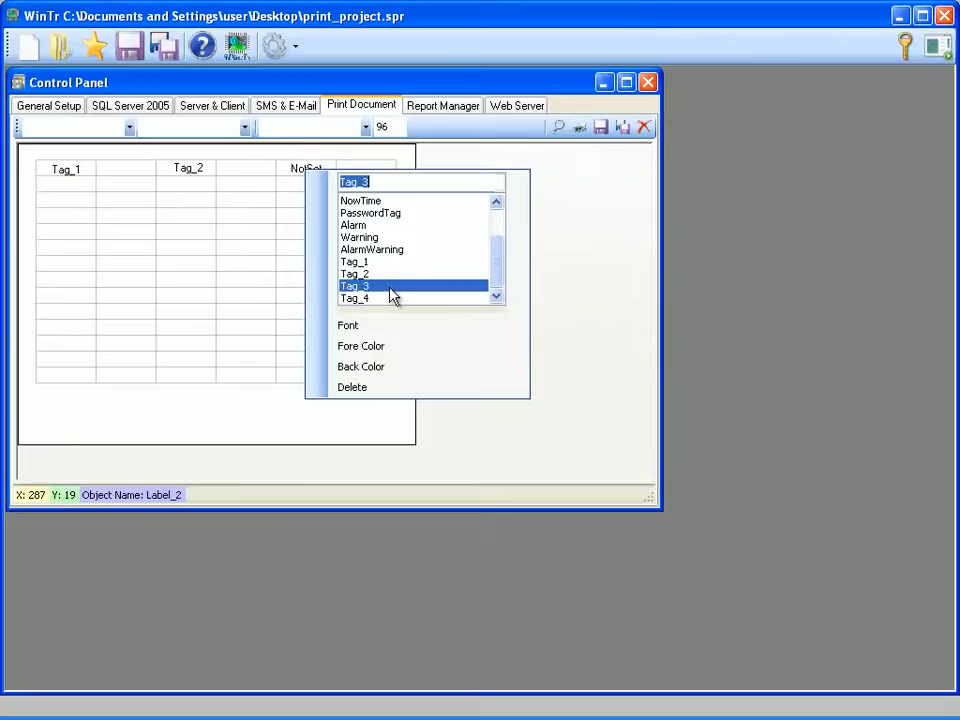 WinTr C:\Documents and Settings\user\Desktop\print_project.spr
Control Panel
General Setup SQL Server 2005 Server & Client SMS & E-Mail Print Document Report Manager Web Server
96
Tag_1 Tag_2
Tag_3
NowTime
PasswordTag
Alarm
Warning
AlarmWarning
Tag_1
Tag_2
Tag_3
Tag_4
Font
Fore Color
Back Color
Delete
X: 287 Y: 19 Object Name: Label_2